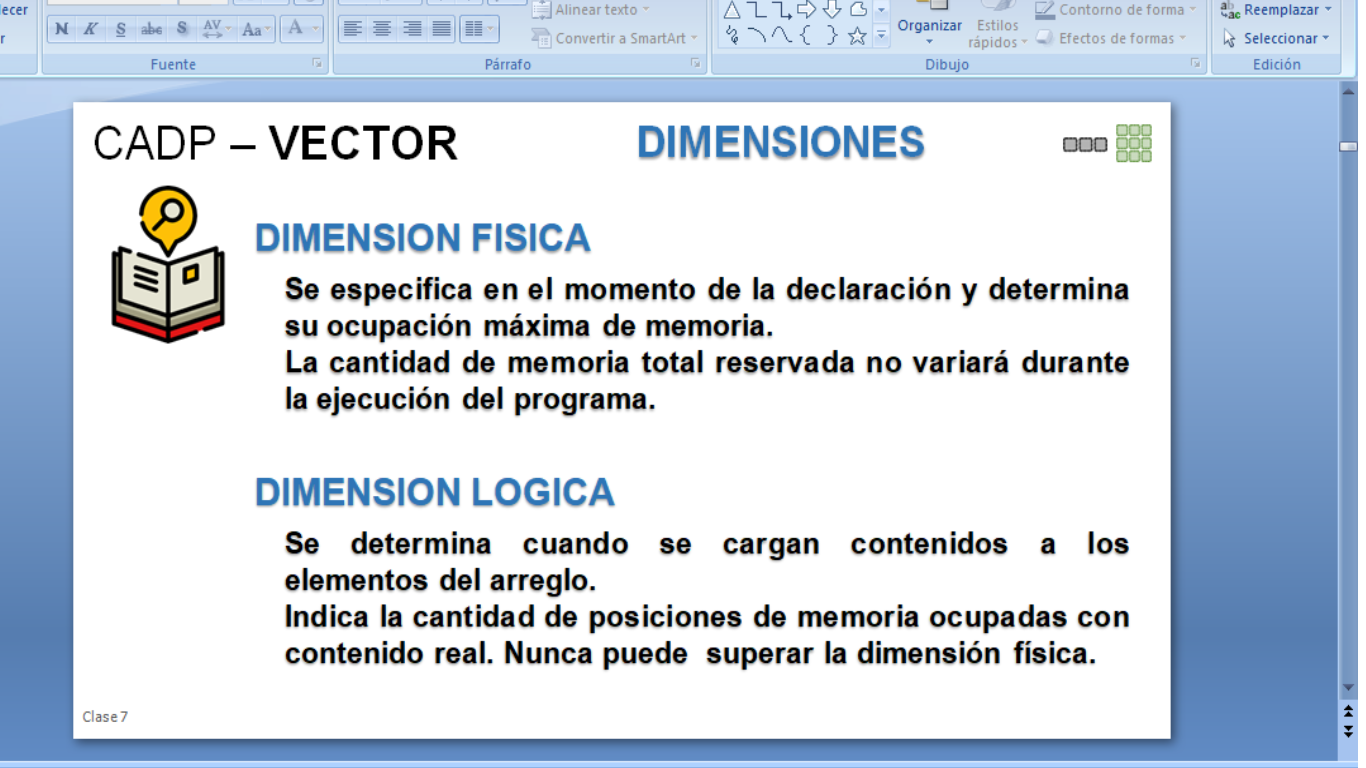 ecer
Alinear texto
Reemplazar
Contorno de forma
r
N K S abe S AV Aa A
Convertir a SmartArt
Organizar
Estilos
rápidos
Efectos de formas
Seleccionar
Fuente
Párrafo
Dibujo
Edición
CADP – VECTOR
DIMENSIONES
DIMENSION FISICA
Se especifica en el momento de la declaración y determina
su ocupación máxima de memoria.
La cantidad de memoria total reservada no variará durante
la ejecución del programa.
DIMENSION LOGICA
Se determina cuando se cargan contenidos a los
elementos del arreglo.
Indica la cantidad de posiciones de memoria ocupadas con
contenido real. Nunca puede superar la dimensión física.
Clase 7